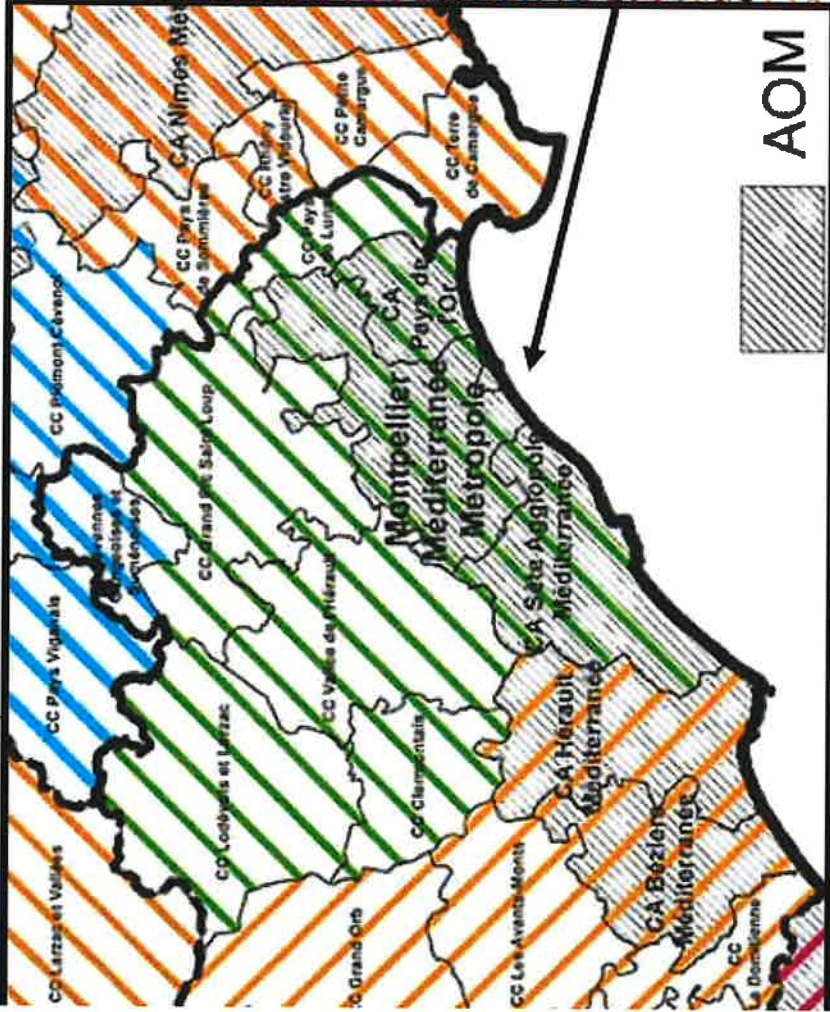 CC Larzac et Vallées
CC Pays Viganais
CC Piémont Cévenol
CA Nîmes Mé
CC Pays
de Sommières
CC Petite
Camargue
CC Terre
de Camargue
CC Pays
CC Grand Pic Saint Loup
CC Lodévois et Larzac
CC Vallée de l'Hérault
CC Clermontais
CA
Pays de
l'Or
Montpellier
Méditerranée
Métropole
CA Sète Agglopôle
Méditerranée
CA Hérault
Méditerranée
CA Béziers
Méditerranée
CC Grand Orb
CC Les Avants-Monts
CC
La Domitienne
AOM